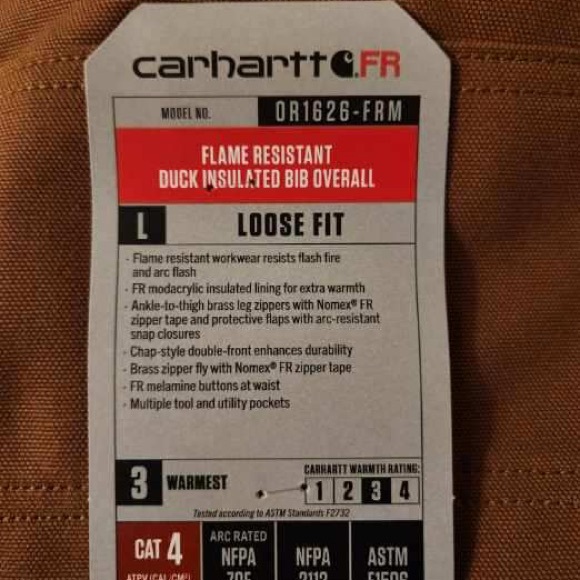 carhartt FR
MODEL NO. OR1626-FRM
FLAME RESISTANT
DUCK INSULATED BIB OVERALL
L LOOSE FIT
· Flame resistant workwear resists flash fire
and arc flash
· FR modacrylic insulated lining for extra warmth
· Ankle-to-thigh brass leg zippers with Nomex® FR
zipper tape and protective flaps with arc-resistant
snap closures
· Chap-style double-front enhances durability
· Brass zipper fly with Nomex® FR zipper tape
· FR melamine buttons at waist
· Multiple tool and utility pockets
CARHARTT WARMTH RATING:
3 WARMEST 1 2 3 4
Tested according to ASTM Standards F2732
CAT 4 ARC RATED
NFPA NFPA ASTM